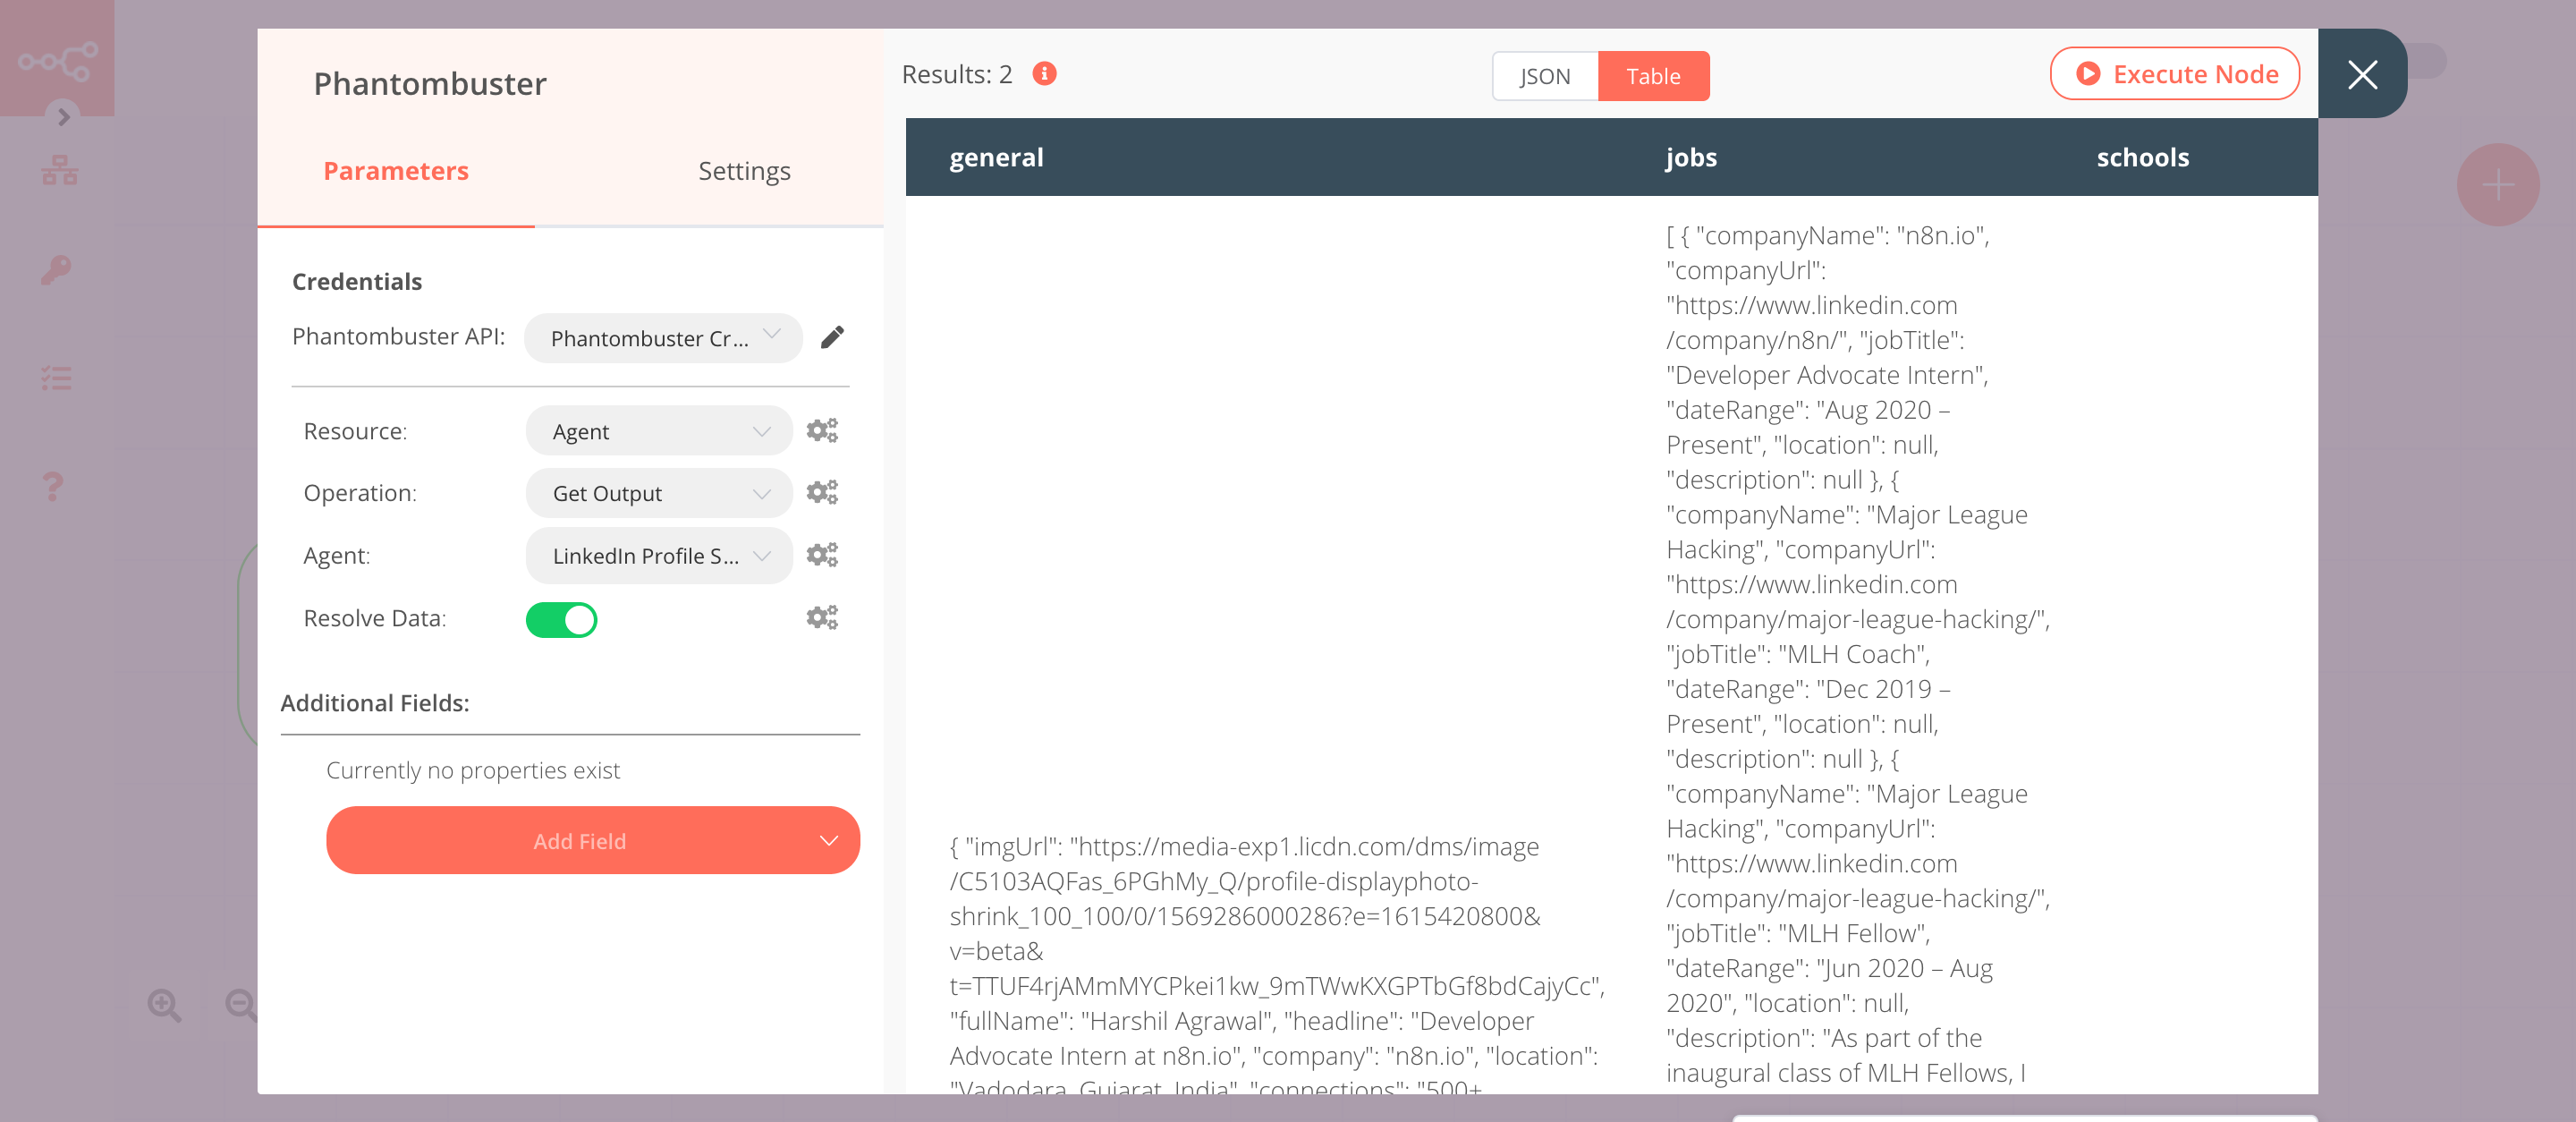 Phantombuster
Parameters
Settings
Credentials
Phantombuster API:
Phantombuster Cr...
Resource:
Agent
Operation:
Get Output
Agent:
LinkedIn Profile S...
Resolve Data:
Additional Fields:
Currently no properties exist
Add Field
Results: 2
JSON
Table
Execute Node
general
jobs
schools
{ "imgUrl": "https://media-exp1.licdn.com/dms/image
/C5103AQFas_6PGhMy_Q/profile-displayphoto-
shrink_100_100/0/1569286000286?e=1615420800&
v=beta&
t=TTUF4rjAMmMYCPkei1kw_9mTWwKXGPTbGf8bdCajyCc",
"fullName": "Harshil Agrawal", "headline": "Developer
Advocate Intern at n8n.io", "company": "n8n.io", "location":
"Vadodara, Gujarat, India", "connections": "500+
[ { "companyName": "n8n.io",
"companyUrl":
"https://www.linkedin.com
/company/n8n/", "jobTitle":
"Developer Advocate Intern",
"dateRange": "Aug 2020 –
Present", "location": null,
"description": null }, {
"companyName": "Major League
Hacking", "companyUrl":
"https://www.linkedin.com
/company/major-league-hacking/",
"jobTitle": "MLH Coach",
"dateRange": "Dec 2019 –
Present", "location": null,
"description": null }, {
"companyName": "Major League
Hacking", "companyUrl":
"https://www.linkedin.com
/company/major-league-hacking/",
"jobTitle": "MLH Fellow",
"dateRange": "Jun 2020 – Aug
2020", "location": null,
"description": "As part of the
inaugural class of MLH Fellows, I